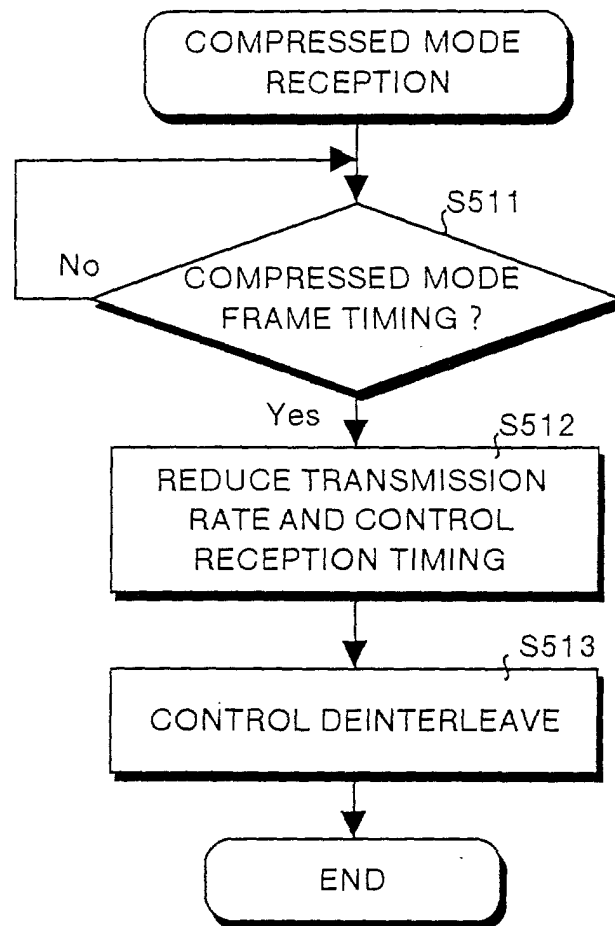 COMPRESSED MODE
RECEPTION
S511
No
COMPRESSED MODE
FRAME TIMING ?
Yes
S512
REDUCE TRANSMISSION
RATE AND CONTROL
RECEPTION TIMING
S513
CONTROL DEINTERLEAVE
END